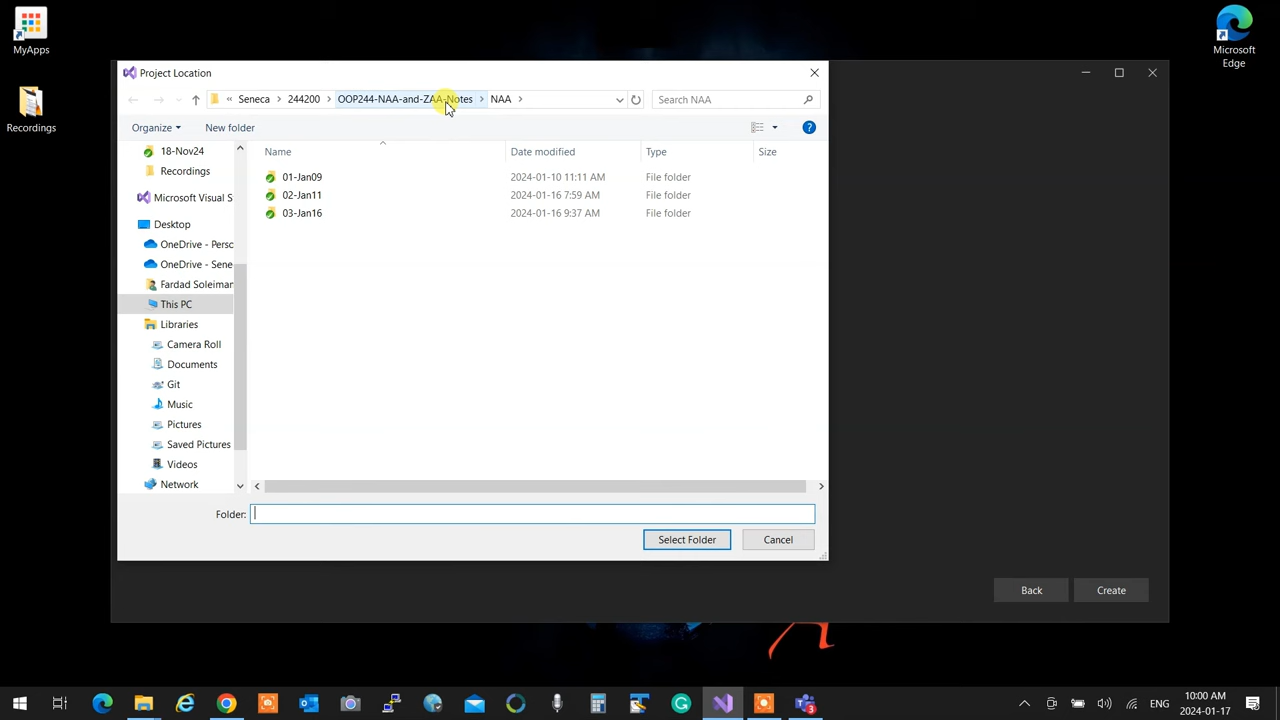 MyApps
Recordings
Microsoft
Edge
Project Location
« Seneca > 244200 > OOP244-NAA-and-ZAA-Notes > NAA >
Search NAA
Organize
New folder
18-Nov24
Recordings
Microsoft Visual S
Desktop
OneDrive - Perso
OneDrive - Sene
Fardad Soleiman
This PC
Libraries
Camera Roll
Documents
Git
Music
Pictures
Saved Pictures
Videos
Network
Name Date modified Type Size
01-Jan09 2024-01-10 11:11 AM File folder
02-Jan11 2024-01-16 7:59 AM File folder
03-Jan16 2024-01-16 9:37 AM File folder
Folder:
Select Folder
Cancel
Back
Create
ENG
10:00 AM
2024-01-17